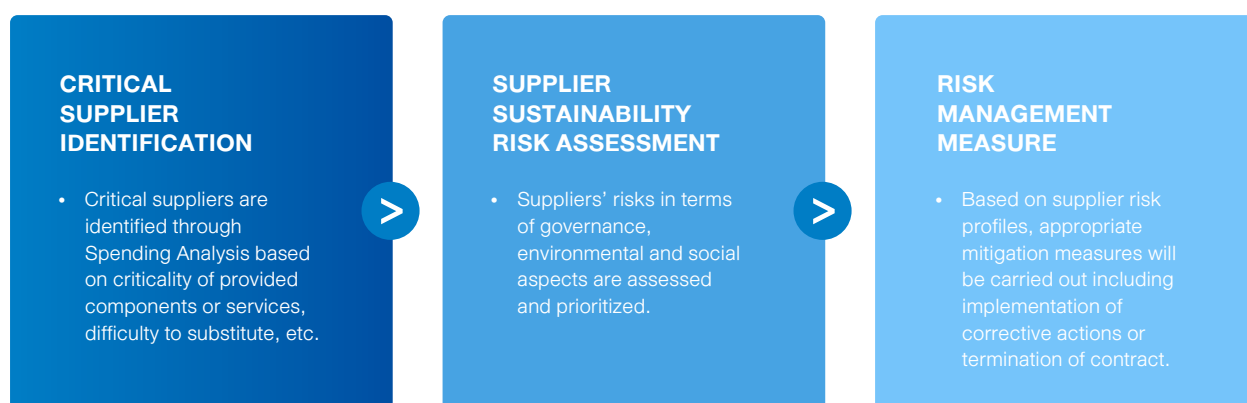 CRITICAL
SUPPLIER
IDENTIFICATION
• Critical suppliers are
identified through
Spending Analysis based
on criticality of provided
components or services,
difficulty to substitute, etc.
>
SUPPLIER
SUSTAINABILITY
RISK ASSESSMENT
• Suppliers’ risks in terms
of governance,
environmental and social
aspects are assessed
and prioritized.
>
RISK
MANAGEMENT
MEASURE
• Based on supplier risk
profiles, appropriate
mitigation measures will
be carried out including
implementation of
corrective actions or
termination of contract.